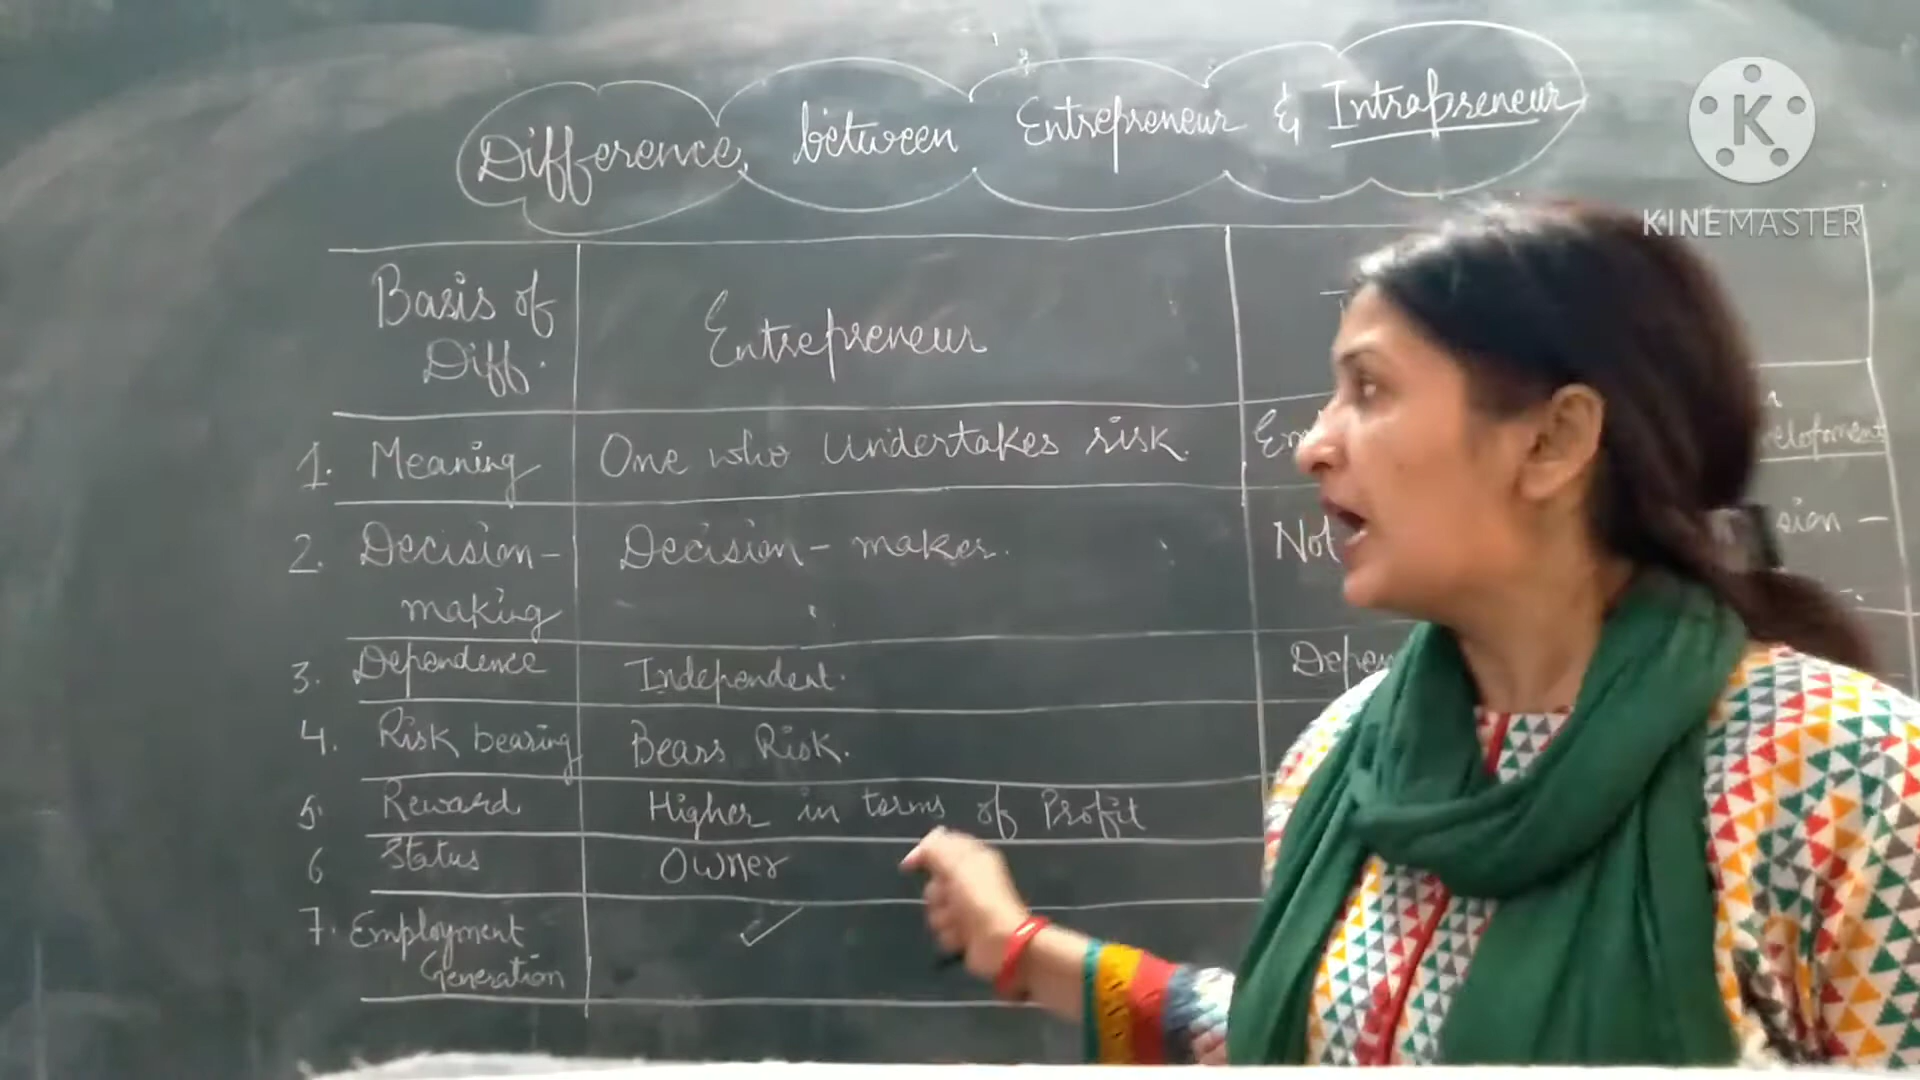 Difference between Entrepreneur & Intrapreneur
K
KINEMASTER
Basis of
Diff.
Entrepreneur
1. Meaning
One who undertakes risk.
2. Decision-
making
Decision - maker.
Not
3. Dependence
Independent.
4. Risk bearing
Bears Risk.
5. Reward
Higher in terms of Profit
6 Status
Owner
7. Employment
Generation
✓